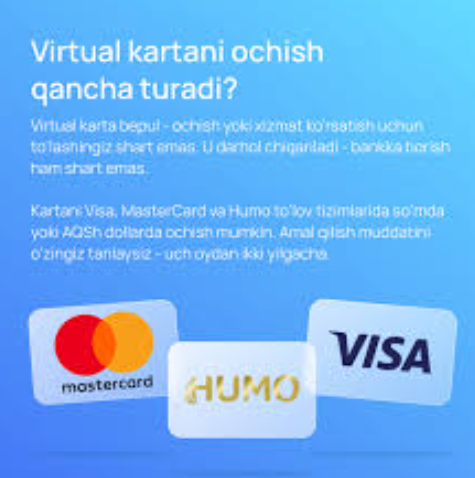 Virtual kartani ochish
qancha turadi?
Virtual karta bepul - ochish yoki xizmat ko'rsatish uchun
to'lashingiz shart emas. U darhol chiqariladi - bankka borish
ham shart emas.
Kartani Visa, MasterCard va Humo to'lov tizimlarida so'mda
yoki AQSh dollarda ochish mumkin. Amal qilish muddatini
o'zingiz tanlaysiz - uch oydan ikki yilgacha.
mastercard
HUMO
VISA